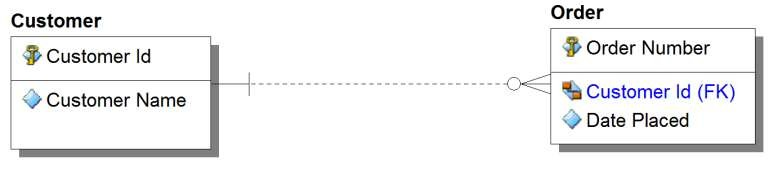 Customer
Customer Id
Customer Name
Order
Order Number
Customer Id (FK)
Date Placed